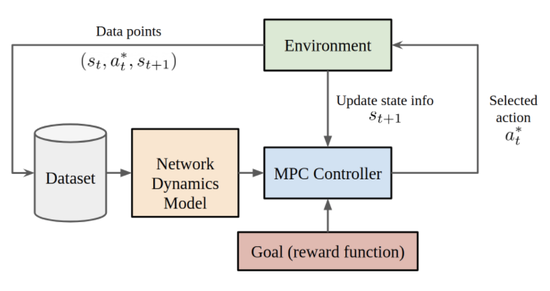 Data points
(s_t, a_t^*, s_{t+1})
Environment
Update state info
s_{t+1}
Selected
action
a_t^*
Dataset
Network
Dynamics
Model
MPC Controller
Goal (reward function)